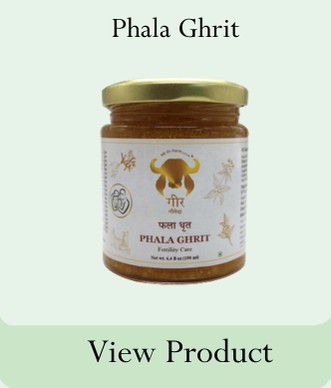 Phala Ghrit
गीर
फला घृत
PHALA GHRIT
Fertility Care
View Product